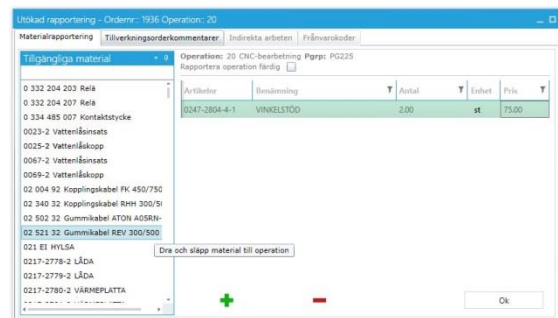 Utökad rapportering - Ordernr: 1936 Operation: 20
Materialrapportering Tillverkningsorderkommentarer Indirekta arbeten Frånvarokoder
Tillgängliga material
Operation: 20 CNC-bearbetning Pgrp: PG225
Rapportera operation färdig
Artikelnr Benämning Antal Enhet Pris
0247-2804-4-1 VINKELSTÖD 2.00 st 75.00
0 332 204 203 Relä
0 332 204 207 Relä
0 334 485 007 Kontaktstycke
0023-2 Vattenlåsinsats
0025-2 Vattenlåskopp
0067-2 Vattenlåsinsats
0069-2 Vattenlåskopp
02 004 92 Kopplingskabel FK 450/750
02 340 32 Kopplingskabel RHH 300/50
02 502 32 Gummikabel ATON A05RN-
02 521 32 Gummikabel REV 300/500
Dra och släpp material till operation
021 EI HYLSA
0217-2778-2 LÅDA
0217-2779-2 LÅDA
0217-2780-2 VÄRMEPLATTA
Ok